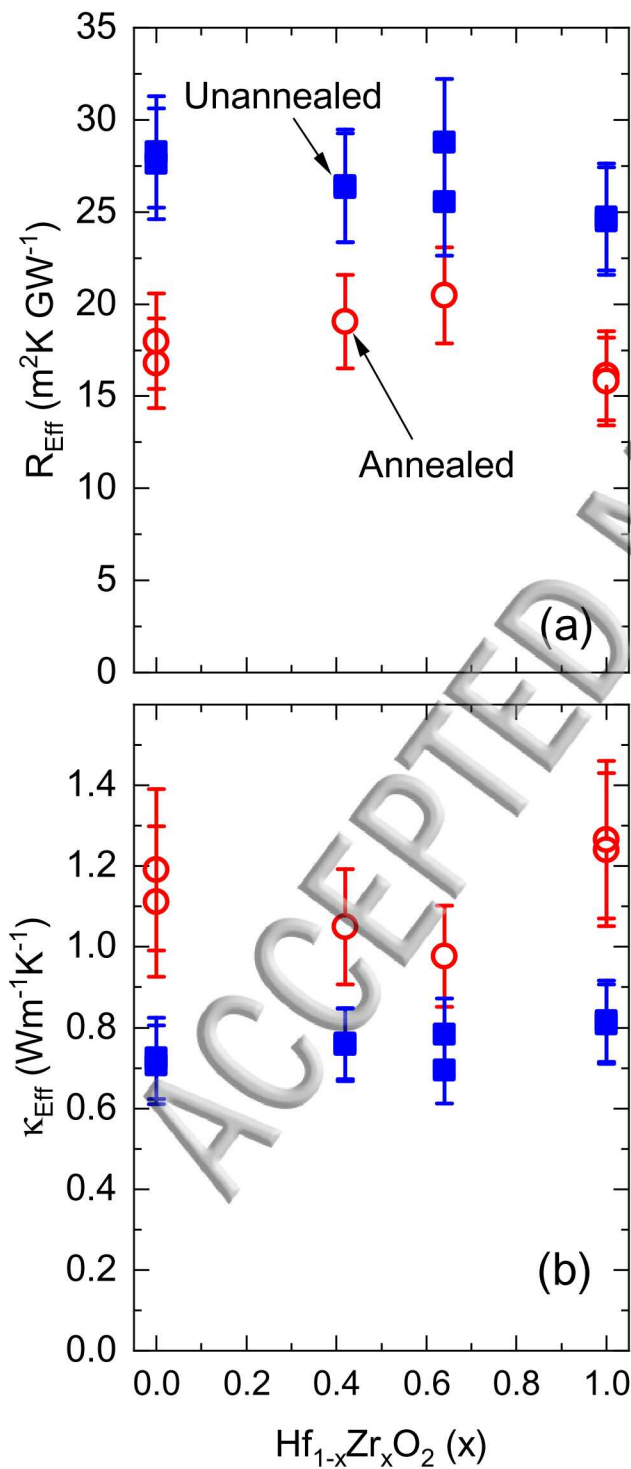 35
30
25
20
15
10
5
0
R_Eff (m²K GW⁻¹)
Unannealed
Annealed
(a)
1.4
1.2
1.0
0.8
0.6
0.4
0.2
0.0
κ_Eff (Wm⁻¹K⁻¹)
ACCEPTED
(b)
0.0 0.2 0.4 0.6 0.8 1.0
Hf₁₋ₓZrₓO₂ (x)